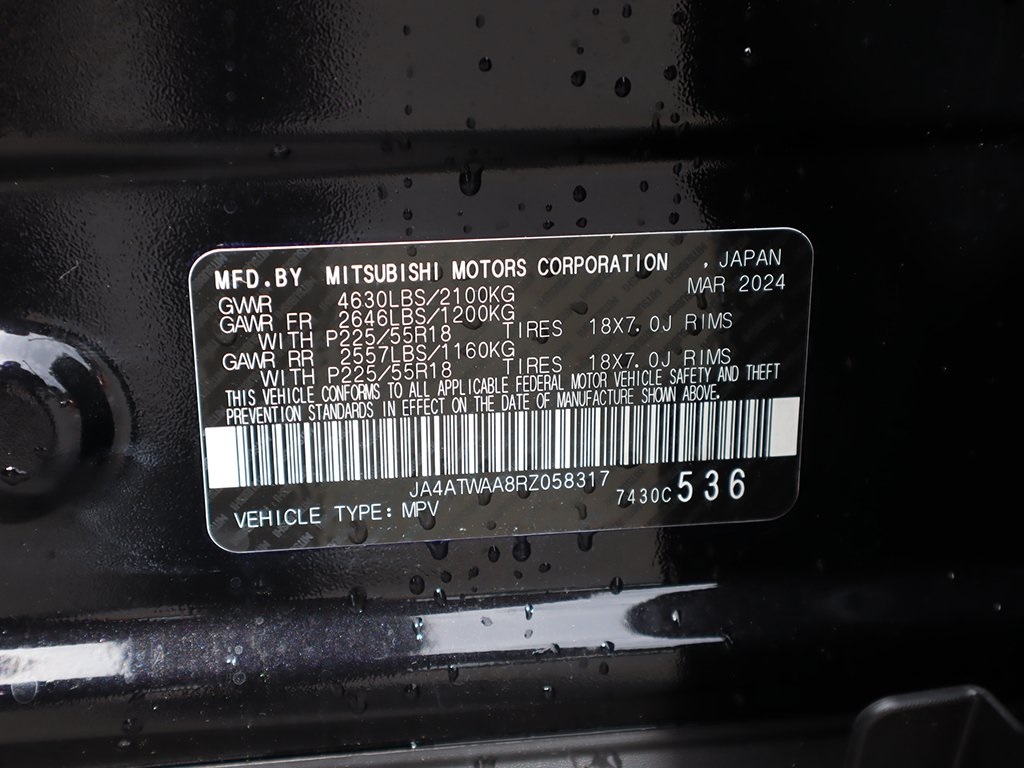 MFD.BY MITSUBISHI MOTORS CORPORATION , JAPAN
MAR 2024
GVWR 4630LBS/2100KG
GAWR FR 2646LBS/1200KG
WITH P225/55R18 TIRES 18X7.0J RIMS
GAWR RR 2557LBS/1160KG
WITH P225/55R18 TIRES 18X7.0J RIMS
THIS VEHICLE CONFORMS TO ALL APPLICABLE FEDERAL MOTOR VEHICLE SAFETY AND THEFT
PREVENTION STANDARDS IN EFFECT ON THE DATE OF MANUFACTURE SHOWN ABOVE.
JA4ATWAA8RZ058317
VEHICLE TYPE: MPV 7430C 536